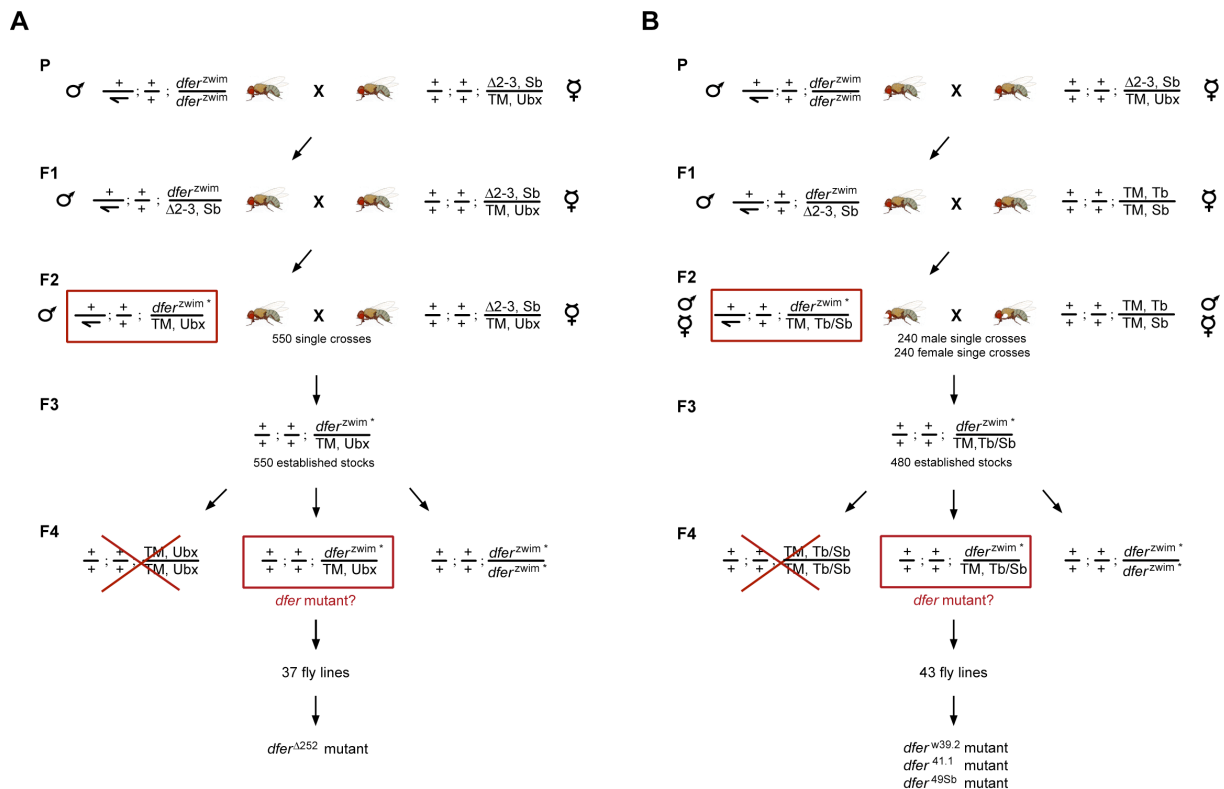 A
P
♂ + ; + ; dfer^zwim X + ; + ; Δ2-3, Sb ☿
+ dfer^zwim + + TM, Ubx
F1
♂ + ; + ; dfer^zwim X + ; + ; Δ2-3, Sb ☿
+ Δ2-3, Sb + + TM, Ubx
F2
♂ + ; + ; dfer^zwim * X + ; + ; Δ2-3, Sb ☿
+ TM, Ubx + + TM, Ubx
550 single crosses
F3
+ ; + ; dfer^zwim *
+ + TM, Ubx
550 established stocks
F4
+ ; + ; TM, Ubx + ; + ; dfer^zwim * + ; + ; dfer^zwim *
+ + TM, Ubx + + TM, Ubx + + dfer^zwim *
dfer mutant?
37 fly lines
dfer^Δ252 mutant
B
P
♂ + ; + ; dfer^zwim X + ; + ; Δ2-3, Sb ☿
+ dfer^zwim + + TM, Ubx
F1
♂ + ; + ; dfer^zwim X + ; + ; TM, Tb ☿
+ Δ2-3, Sb + + TM, Sb
F2
♂ ☿ + ; + ; dfer^zwim * X + ; + ; TM, Tb ♂ ☿
+ TM, Tb/Sb + + TM, Sb
240 male single crosses
240 female singe crosses
F3
+ ; + ; dfer^zwim *
+ + TM,Tb/Sb
480 established stocks
F4
+ ; + ; TM, Tb/Sb + ; + ; dfer^zwim * + ; + ; dfer^zwim *
+ + TM, Tb/Sb + + TM, Tb/Sb + + dfer^zwim *
dfer mutant?
43 fly lines
dfer^w39.2 mutant
dfer^41.1 mutant
dfer^49Sb mutant